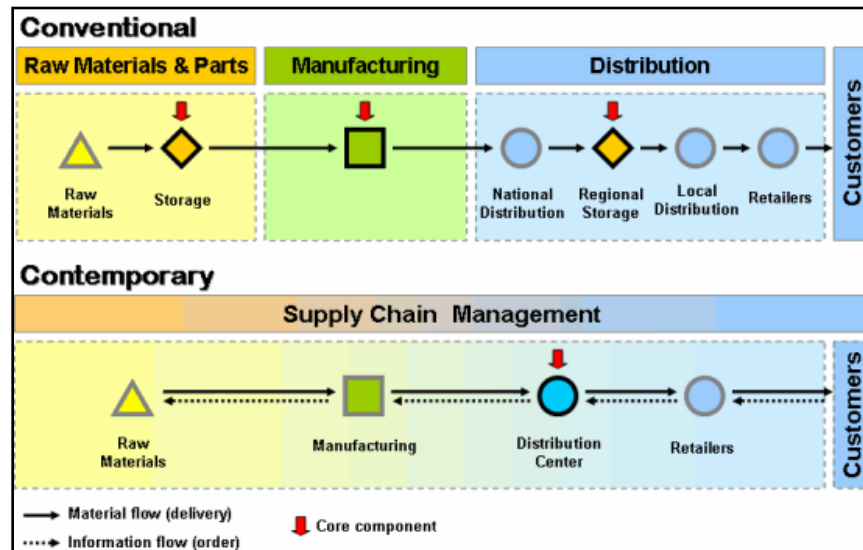 Conventional
Raw Materials & Parts
Manufacturing
Distribution
Customers
Raw
Materials
Storage
National
Distribution
Regional
Storage
Local
Distribution
Retailers
Contemporary
Supply Chain Management
Customers
Raw
Materials
Manufacturing
Distribution
Center
Retailers
Material flow (delivery)
Core component
Information flow (order)